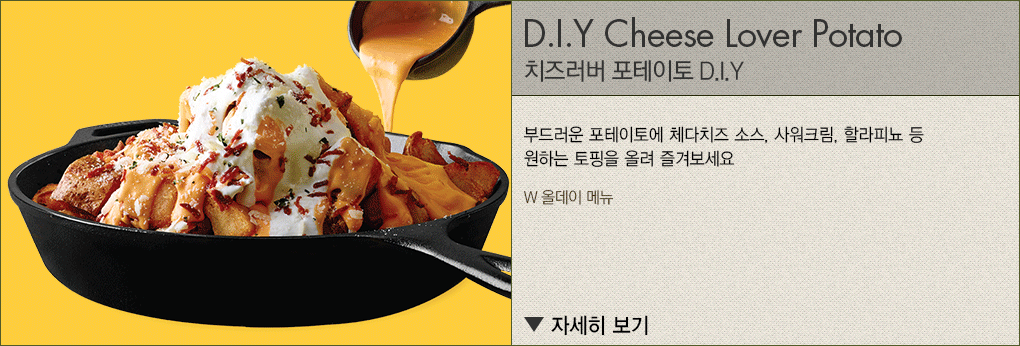 D.I.Y Cheese Lover Potato
치즈러버 포테이토 D.I.Y
부드러운 포테이토에 체다치즈 소스, 사워크림, 할라피뇨 등
원하는 토핑을 올려 즐겨보세요
W 올데이 메뉴
▼ 자세히 보기